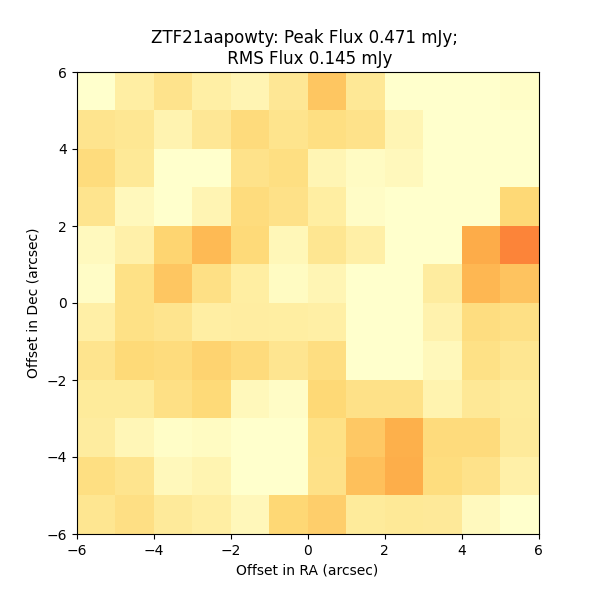 ZTF21aapowty: Peak Flux 0.471 mJy;
RMS Flux 0.145 mJy
6
4
2
0
−2
−4
−6
Offset in Dec (arcsec)
−6 −4 −2 0 2 4 6
Offset in RA (arcsec)